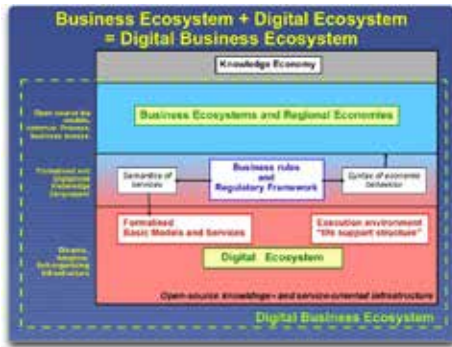 Business Ecosystem + Digital Ecosystem
= Digital Business Ecosystem
Knowledge Economy
Business Ecosystems and Regional Economies
Semantics of
Services
Business rules
and
Regulatory Framework
Syntax of economic
behaviour
Formalised
Basic Models and Services
Execution environment
"life support structure"
Digital Ecosystem
Open-source knowledge- and service-oriented infrastructure
Digital Business Ecosystem